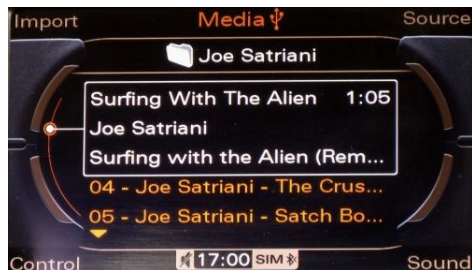 Import Media Source
Joe Satriani
Surfing With The Alien 1:05
Joe Satriani
Surfing with the Alien (Rem...
04 - Joe Satriani - The Crus...
05 - Joe Satriani - Satch Bo...
Control 17:00 SIM Sound